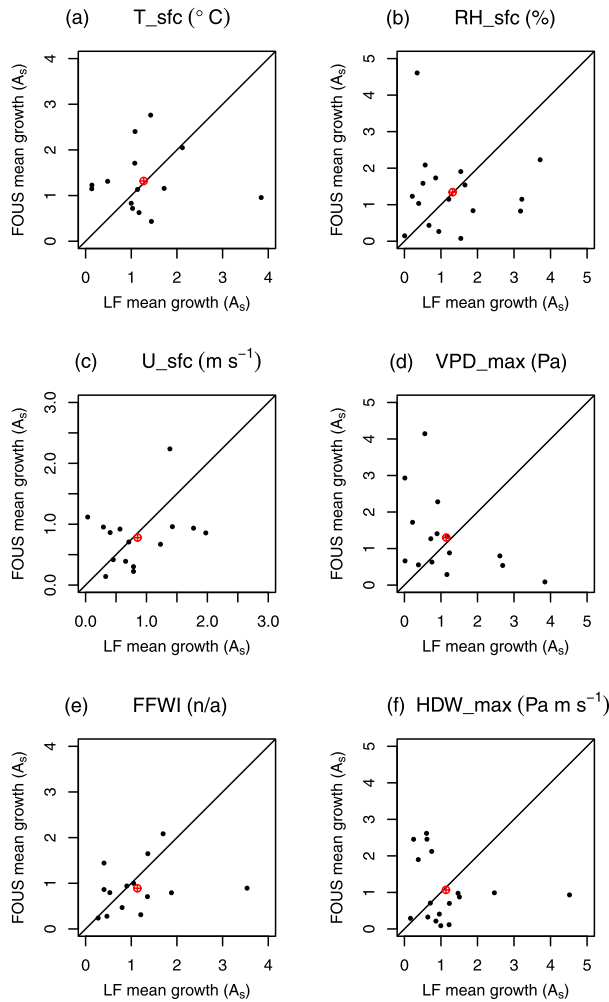 (a) T_sfc (° C)
4
3
2
1
0
FOUS mean growth (Aₛ)
0 1 2 3 4
LF mean growth (Aₛ)
(b) RH_sfc (%)
5
4
3
2
1
0
FOUS mean growth (Aₛ)
0 1 2 3 4 5
LF mean growth (Aₛ)
(c) U_sfc (m s⁻¹)
3.0
2.0
1.0
0.0
FOUS mean growth (Aₛ)
0.0 1.0 2.0 3.0
LF mean growth (Aₛ)
(d) VPD_max (Pa)
5
4
3
2
1
0
FOUS mean growth (Aₛ)
0 1 2 3 4 5
LF mean growth (Aₛ)
(e) FFWI (n/a)
4
3
2
1
0
FOUS mean growth (Aₛ)
0 1 2 3 4
LF mean growth (Aₛ)
(f) HDW_max (Pa m s⁻¹)
5
4
3
2
1
0
FOUS mean growth (Aₛ)
0 1 2 3 4 5
LF mean growth (Aₛ)